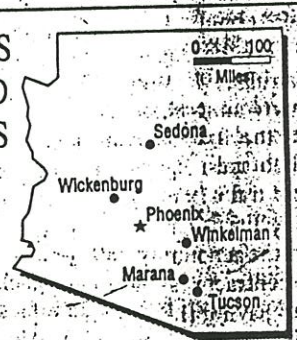 S
O
S
0 100
Miles
Sedona
Wickenburg
Phoenix
Winkelman
Marana
Tucson